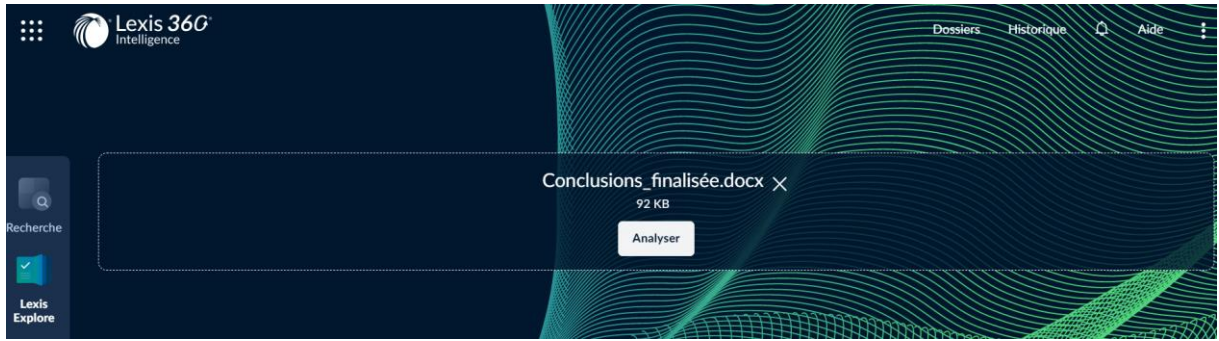 Lexis 360
Intelligence
Dossiers Historique Aide
Conclusions_finalisée.docx
92 KB
Analyser
Recherche
Lexis
Explore